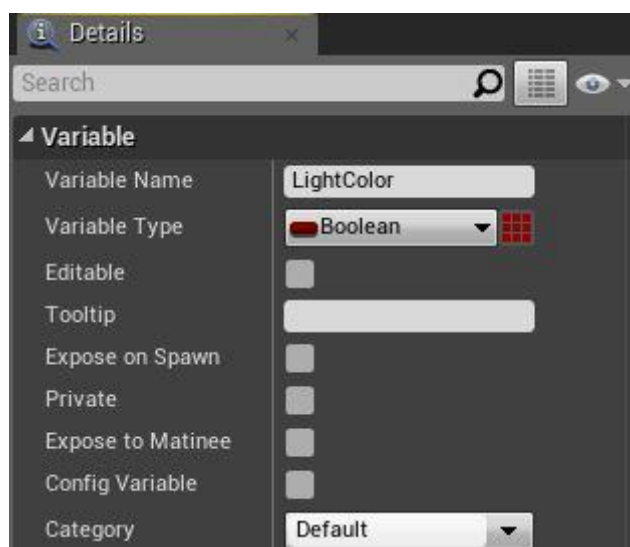 Details
Search
Variable
Variable Name LightColor
Variable Type Boolean
Editable
Tooltip
Expose on Spawn
Private
Expose to Matinee
Config Variable
Category Default